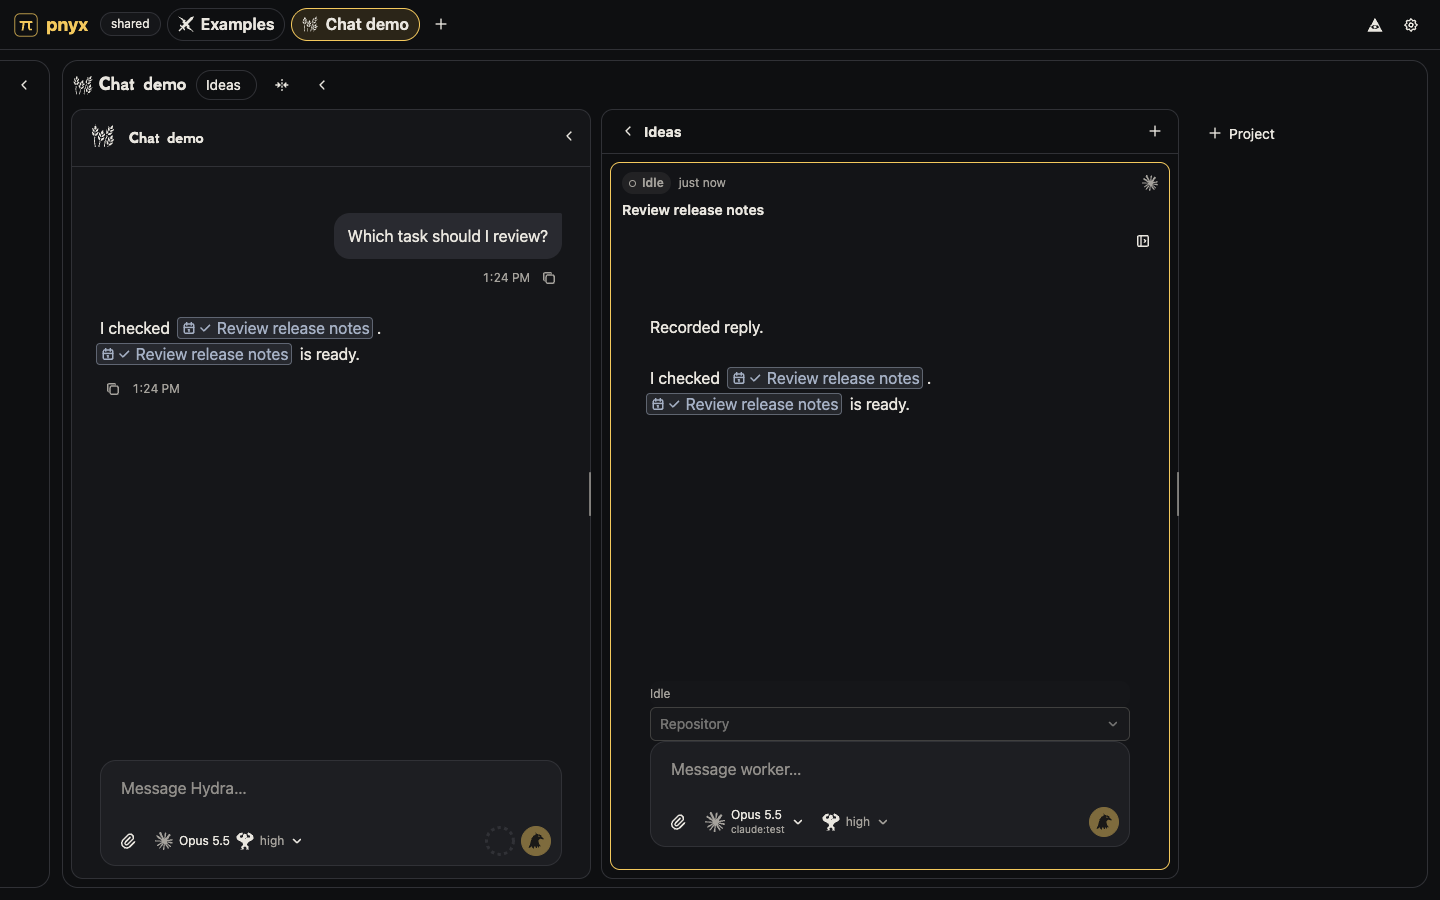 π pnyx shared Examples Chat demo
Chat demo Ideas
Chat demo
Which task should I review?
1:24 PM
I checked Review release notes .
Review release notes is ready.
1:24 PM
Message Hydra...
Opus 5.5 high
Ideas
Idle just now
Review release notes
Recorded reply.
I checked Review release notes .
Review release notes is ready.
Idle
Repository
Message worker...
Opus 5.5
claude:test
high
Project